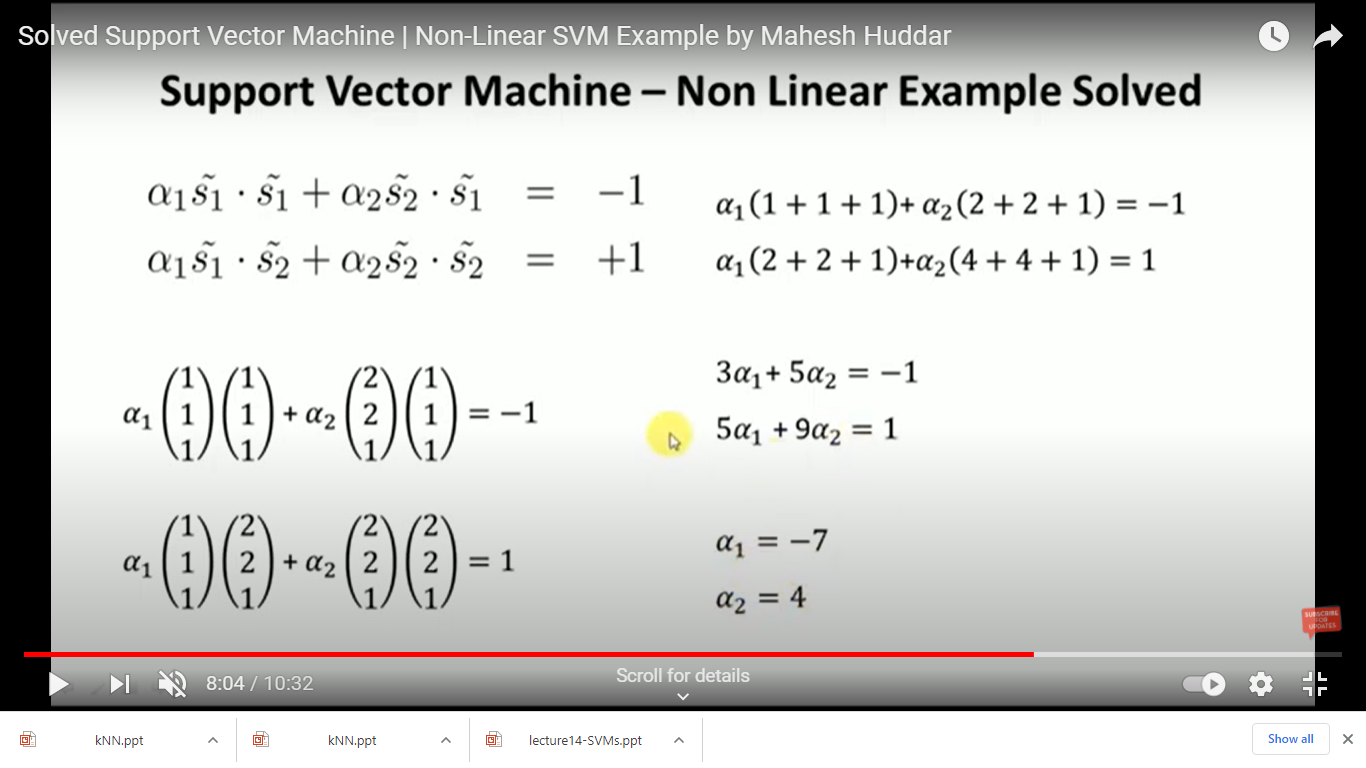 Solved Support Vector Machine | Non-Linear SVM Example by Mahesh Huddar
Support Vector Machine – Non Linear Example Solved
α₁s̃₁ · s̃₁ + α₂s̃₂ · s̃₁ = −1
α₁s̃₁ · s̃₂ + α₂s̃₂ · s̃₂ = +1
α₁(1 + 1 + 1)+ α₂(2 + 2 + 1) = −1
α₁(2 + 2 + 1)+α₂(4 + 4 + 1) = 1
α₁ (1 1 1) (1 1 1) + α₂ (2 2 1) (1 1 1) = −1
α₁ (1 1 1) (2 2 1) + α₂ (2 2 1) (2 2 1) = 1
3α₁+ 5α₂ = −1
5α₁ + 9α₂ = 1
α₁ = −7
α₂ = 4
SUBSCRIBE
FOR
UPDATES
8:04 / 10:32
Scroll for details
kNN.ppt
kNN.ppt
lecture14-SVMs.ppt
Show all